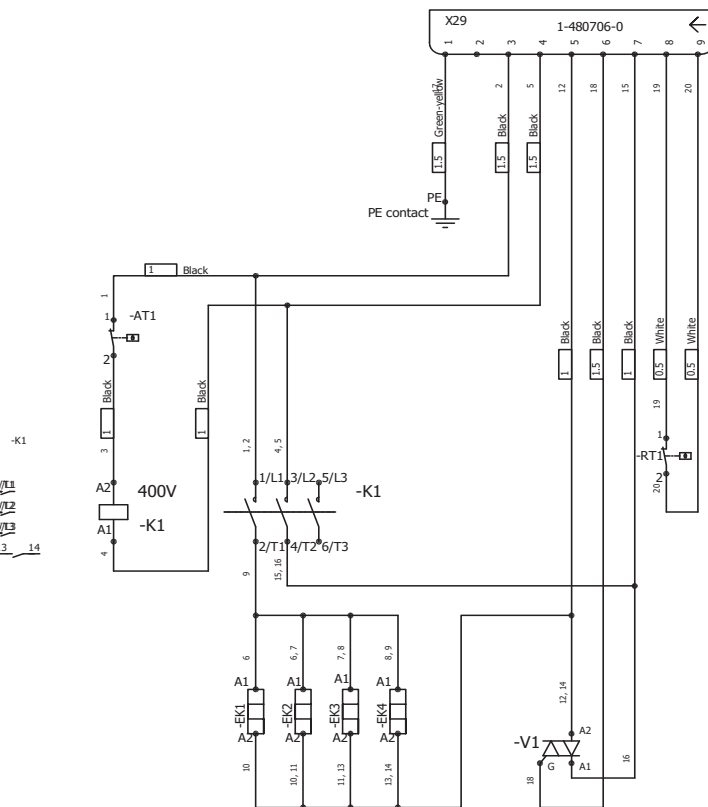 X29
1-480706-0
1 2 3 4 5 6 7 8 9
17 2 5 12 18 15 19 20
Green-yellow
Black
Black
1.5
1.5
1.5
PE
PE contact
1
Black
1
-AT1
1
2
Black
1
Black
1
3
A2
400V
-K1
A1
4
-K1
13 14
Black
1
Black
1.5
Black
1
White
0.5
White
0.5
19
1
-RT1
2
20
1, 2
4, 5
1/L1 3/L2 5/L3
-K1
2/T1 4/T2 6/T3
9
15, 16
6
6, 7
7, 8
8, 9
A1 A1 A1 A1
-EK1 -EK2 -EK3 -EK4
A2 A2 A2 A2
10
10, 11
11, 13
13, 14
12, 14
-V1
A2
G
A1
18
16